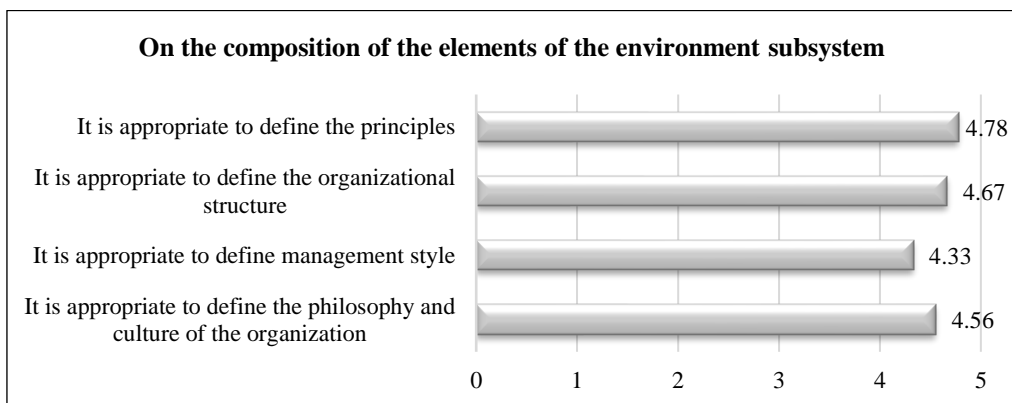 On the composition of the elements of the environment subsystem
It is appropriate to define the principles
4.78
It is appropriate to define the organizational
structure
4.67
It is appropriate to define management style
4.33
It is appropriate to define the philosophy and
culture of the organization
4.56
0 1 2 3 4 5